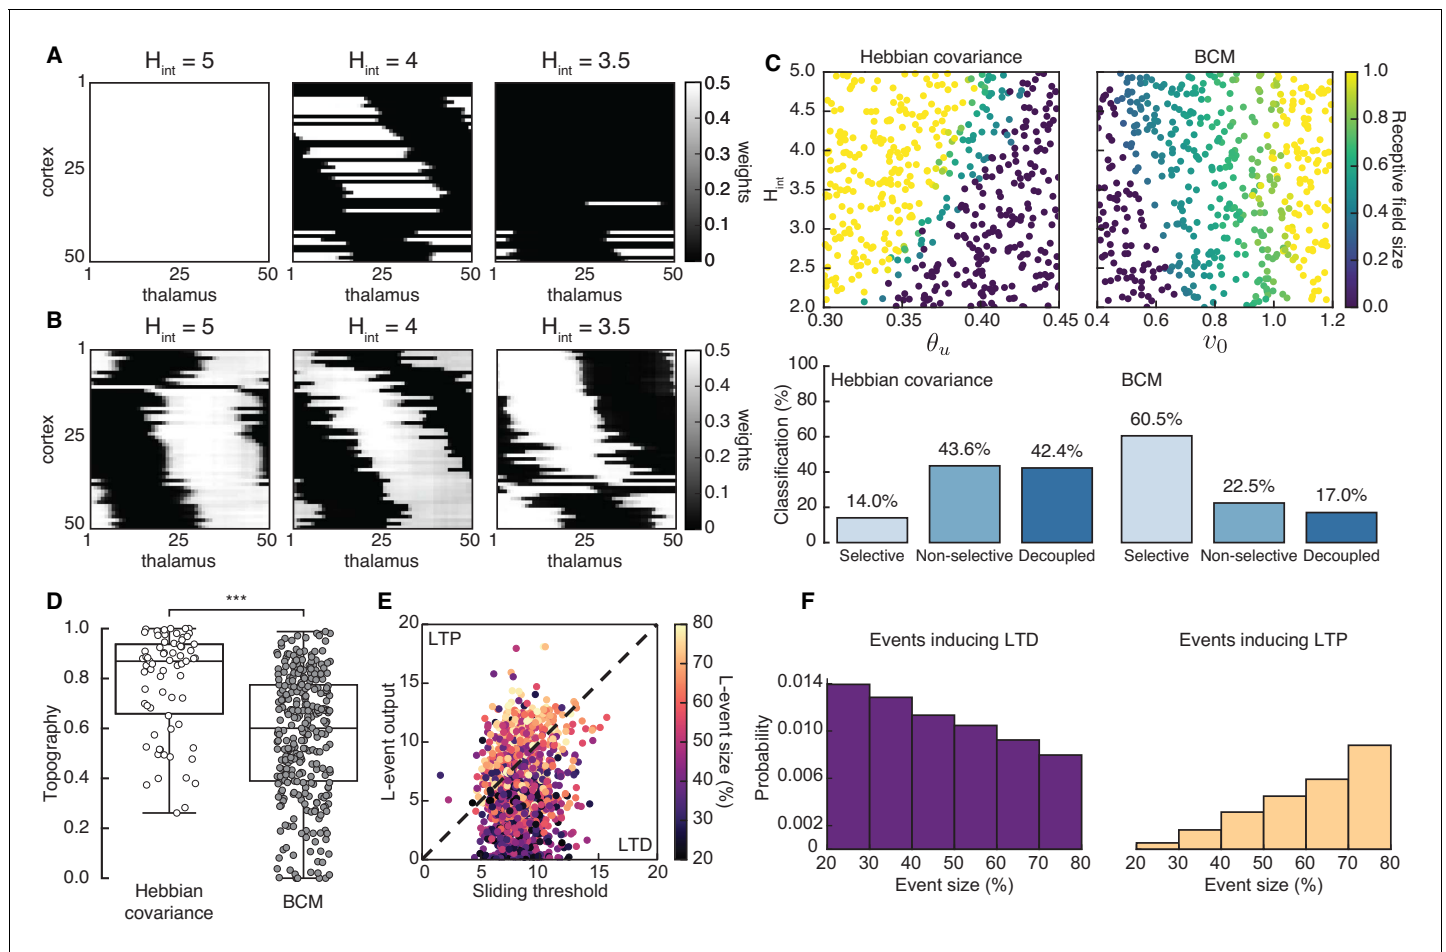 A
H_int = 5
H_int = 4
H_int = 3.5
1
25
50
cortex
1 25 50
1 25 50
1 25 50
thalamus
thalamus
thalamus
0.5
0.4
0.3
0.2
0.1
0
weights
B
H_int = 5
H_int = 4
H_int = 3.5
1
25
50
cortex
1 25 50
1 25 50
1 25 50
thalamus
thalamus
thalamus
0.5
0.4
0.3
0.2
0.1
0
weights
C
Hebbian covariance
BCM
5.0
4.5
4.0
3.5
3.0
2.5
2.0
H_int
0.30 0.35 0.40 0.45
θ_u
0.4 0.6 0.8 1.0 1.2
v_0
1.0
0.8
0.6
0.4
0.2
0.0
Receptive field size
100
80
60
40
20
0
Classification (%)
Hebbian covariance
BCM
14.0%
43.6%
42.4%
60.5%
22.5%
17.0%
Selective
Non-selective
Decoupled
Selective
Non-selective
Decoupled
D
***
1.0
0.8
0.6
0.4
0.2
0.0
Topography
Hebbian
covariance
BCM
E
20
15
10
5
0
L-event output
LTP
LTD
0 5 10 15 20
Sliding threshold
80
70
60
50
40
30
20
L-event size (%)
F
Events inducing LTD
Events inducing LTP
0.014
0.010
0.006
0.002
0
Probability
20 30 40 50 60 70 80
Event size (%)
20 30 40 50 60 70 80
Event size (%)